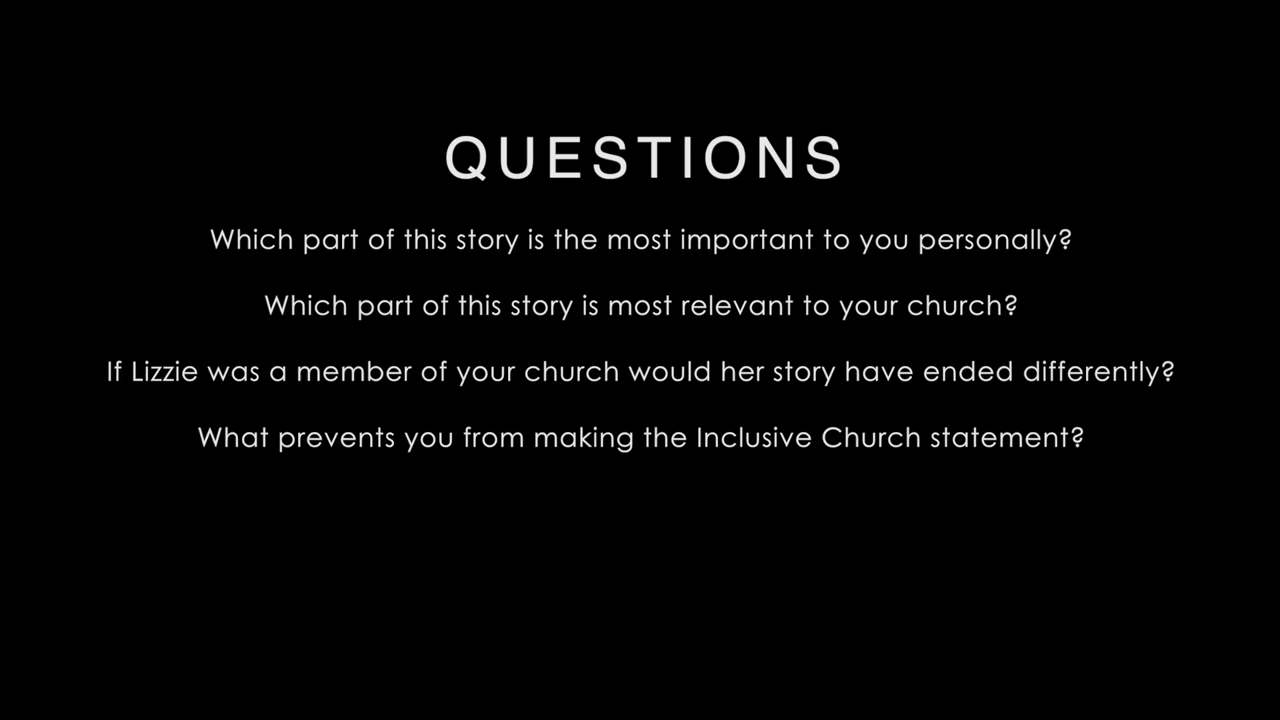 QUESTIONS
Which part of this story is the most important to you personally?
Which part of this story is most relevant to your church?
If Lizzie was a member of your church would her story have ended differently?
What prevents you from making the Inclusive Church statement?